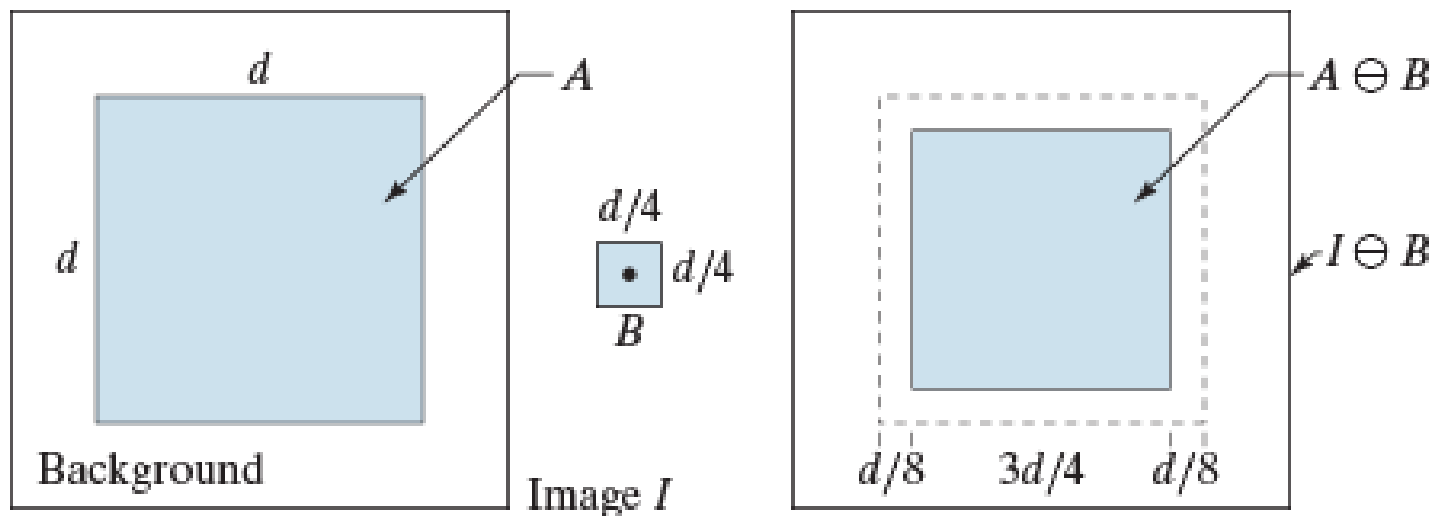 d
A
d
Background
Image I
d/4
d/4
B
A ⊖ B
I ⊖ B
d/8 3d/4 d/8